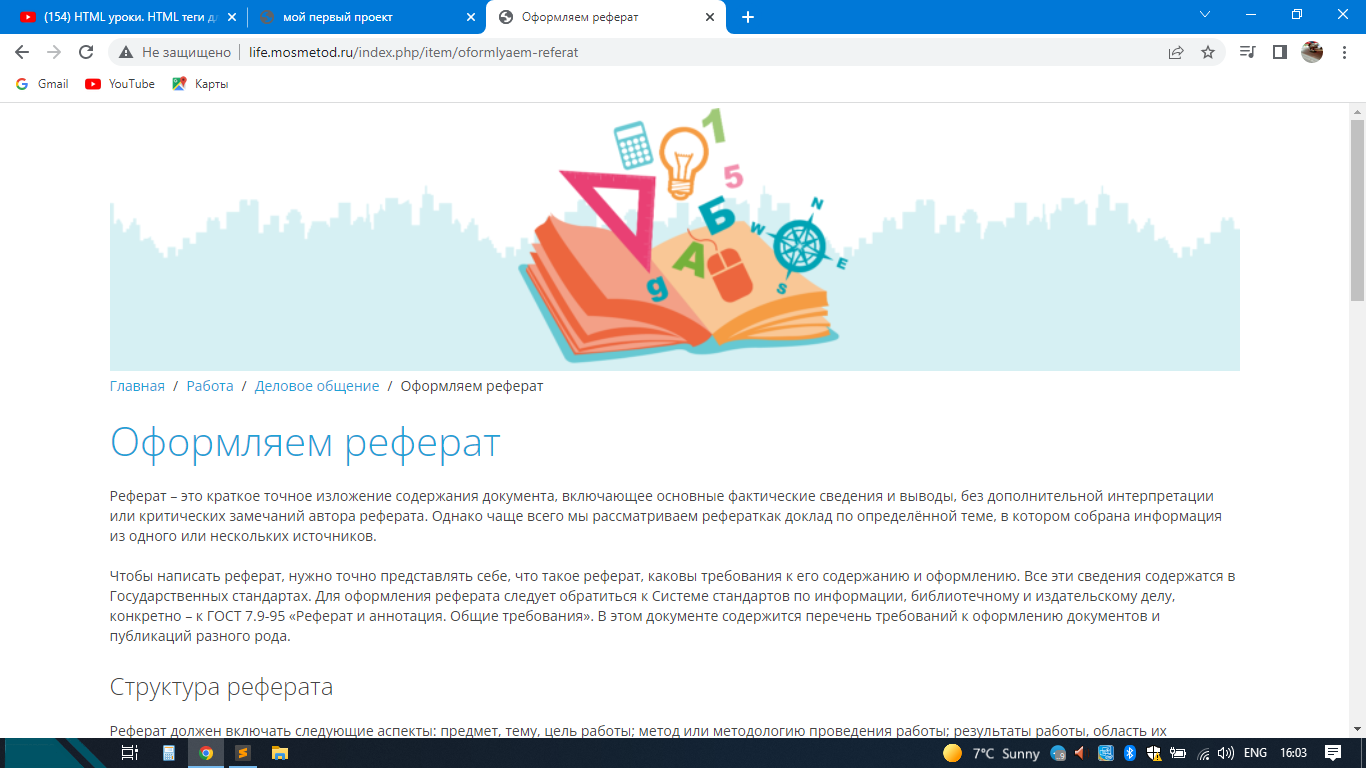 (154) HTML уроки. HTML теги дл
мой первый проект
Оформляем реферат
Не защищено
life.mosmetod.ru/index.php/item/oformlyaem-referat
Gmail
YouTube
Карты
1
5
Б
N
W
А
E
g
S
Главная / Работа / Деловое общение / Оформляем реферат
Оформляем реферат
Реферат – это краткое точное изложение содержания документа, включающее основные фактические сведения и выводы, без дополнительной интерпретации
или критических замечаний автора реферата. Однако чаще всего мы рассматриваем рефераткак доклад по определённой теме, в котором собрана информация
из одного или нескольких источников.
Чтобы написать реферат, нужно точно представлять себе, что такое реферат, каковы требования к его содержанию и оформлению. Все эти сведения содержатся в
Государственных стандартах. Для оформления реферата следует обратиться к Системе стандартов по информации, библиотечному и издательскому делу,
конкретно – к ГОСТ 7.9-95 «Реферат и аннотация. Общие требования». В этом документе содержится перечень требований к оформлению документов и
публикаций разного рода.
Структура реферата
Реферат должен включать следующие аспекты: предмет, тему, цель работы; метод или методологию проведения работы; результаты работы, область их
7°C Sunny
ENG
16:03